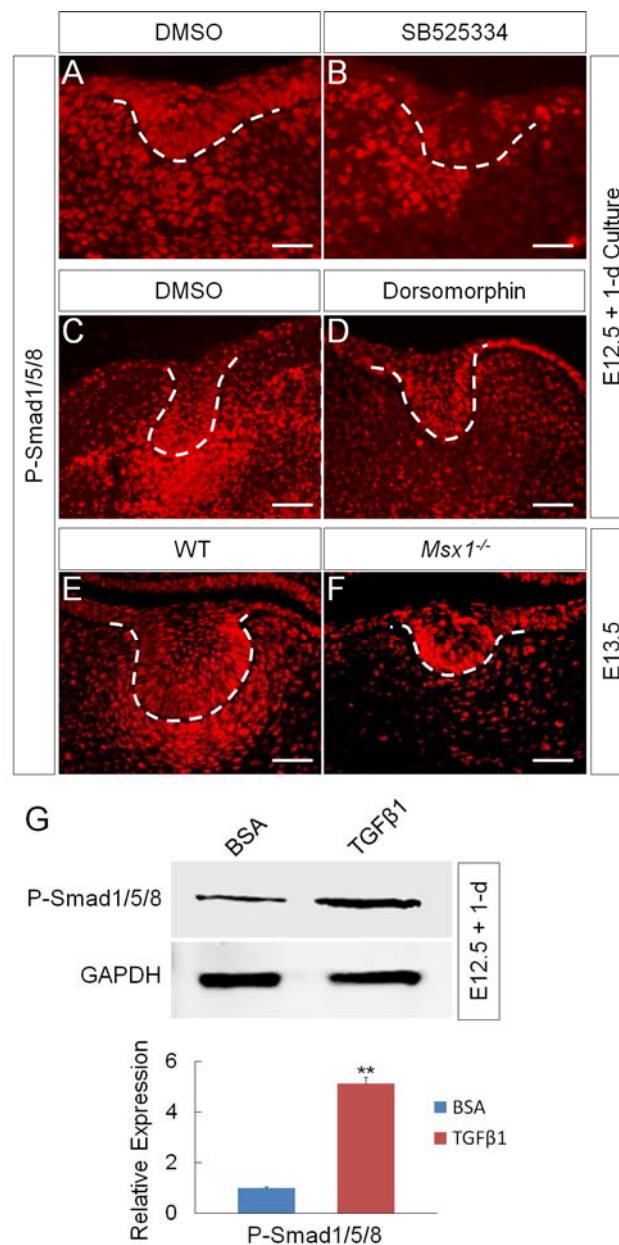 DMSO SB525334
A B
DMSO Dorsomorphin
C D
P-Smad1/5/8
E12.5 + 1-d Culture
WT Msx1-/-
E F
E13.5
G
BSA TGFβ1
P-Smad1/5/8
GAPDH
E12.5 + 1-d
Relative Expression
6
4
2
0
**
BSA
TGFβ1
P-Smad1/5/8